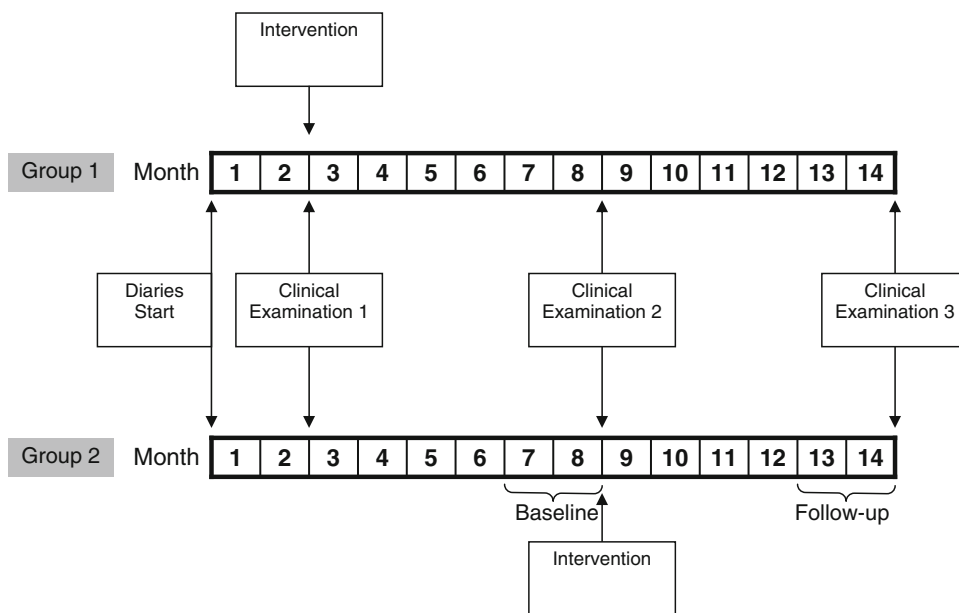 Intervention
Group 1 Month 1 2 3 4 5 6 7 8 9 10 11 12 13 14
Diaries
Start
Clinical
Examination 1
Clinical
Examination 2
Clinical
Examination 3
Group 2 Month 1 2 3 4 5 6 7 8 9 10 11 12 13 14
Baseline
Follow-up
Intervention